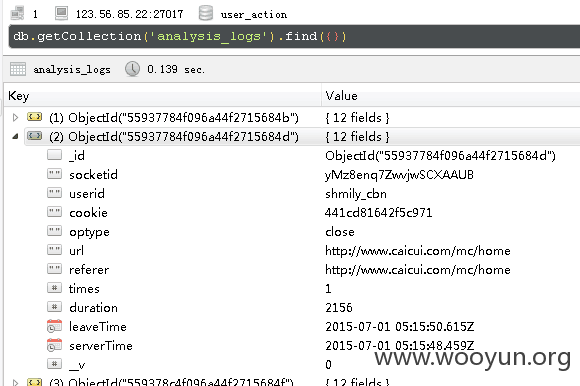 1 123.56.85.22:27017 user_action
db.getCollection('analysis_logs').find({})
analysis_logs 0.139 sec.
Key Value
(1) ObjectId("55937784f096a44f2715684b") { 12 fields }
(2) ObjectId("55937784f096a44f2715684d") { 12 fields }
_id ObjectId("55937784f096a44f2715684d")
socketid yMz8enq7ZwvjwSCXAAUB
userid shmily_cbn
cookie 441cd81642f5c971
optype close
url http://www.caicui.com/mc/home
referer http://www.caicui.com/mc/home
times 1
duration 2156
leaveTime 2015-07-01 05:15:50.615Z
serverTime 2015-07-01 05:15:48.459Z
__v 0
(3) ObjectId("559378c4f096a44f2715684f") { 12 fields }
www.wooyun.org